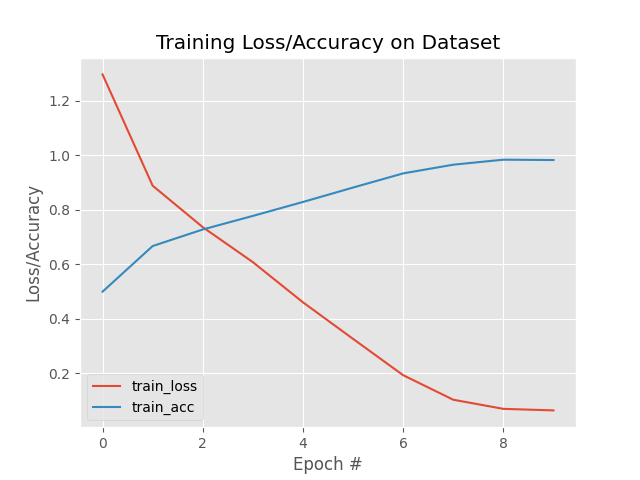 Training Loss/Accuracy on Dataset
Loss/Accuracy
1.2
1.0
0.8
0.6
0.4
0.2
train_loss
train_acc
0 2 4 6 8
Epoch #